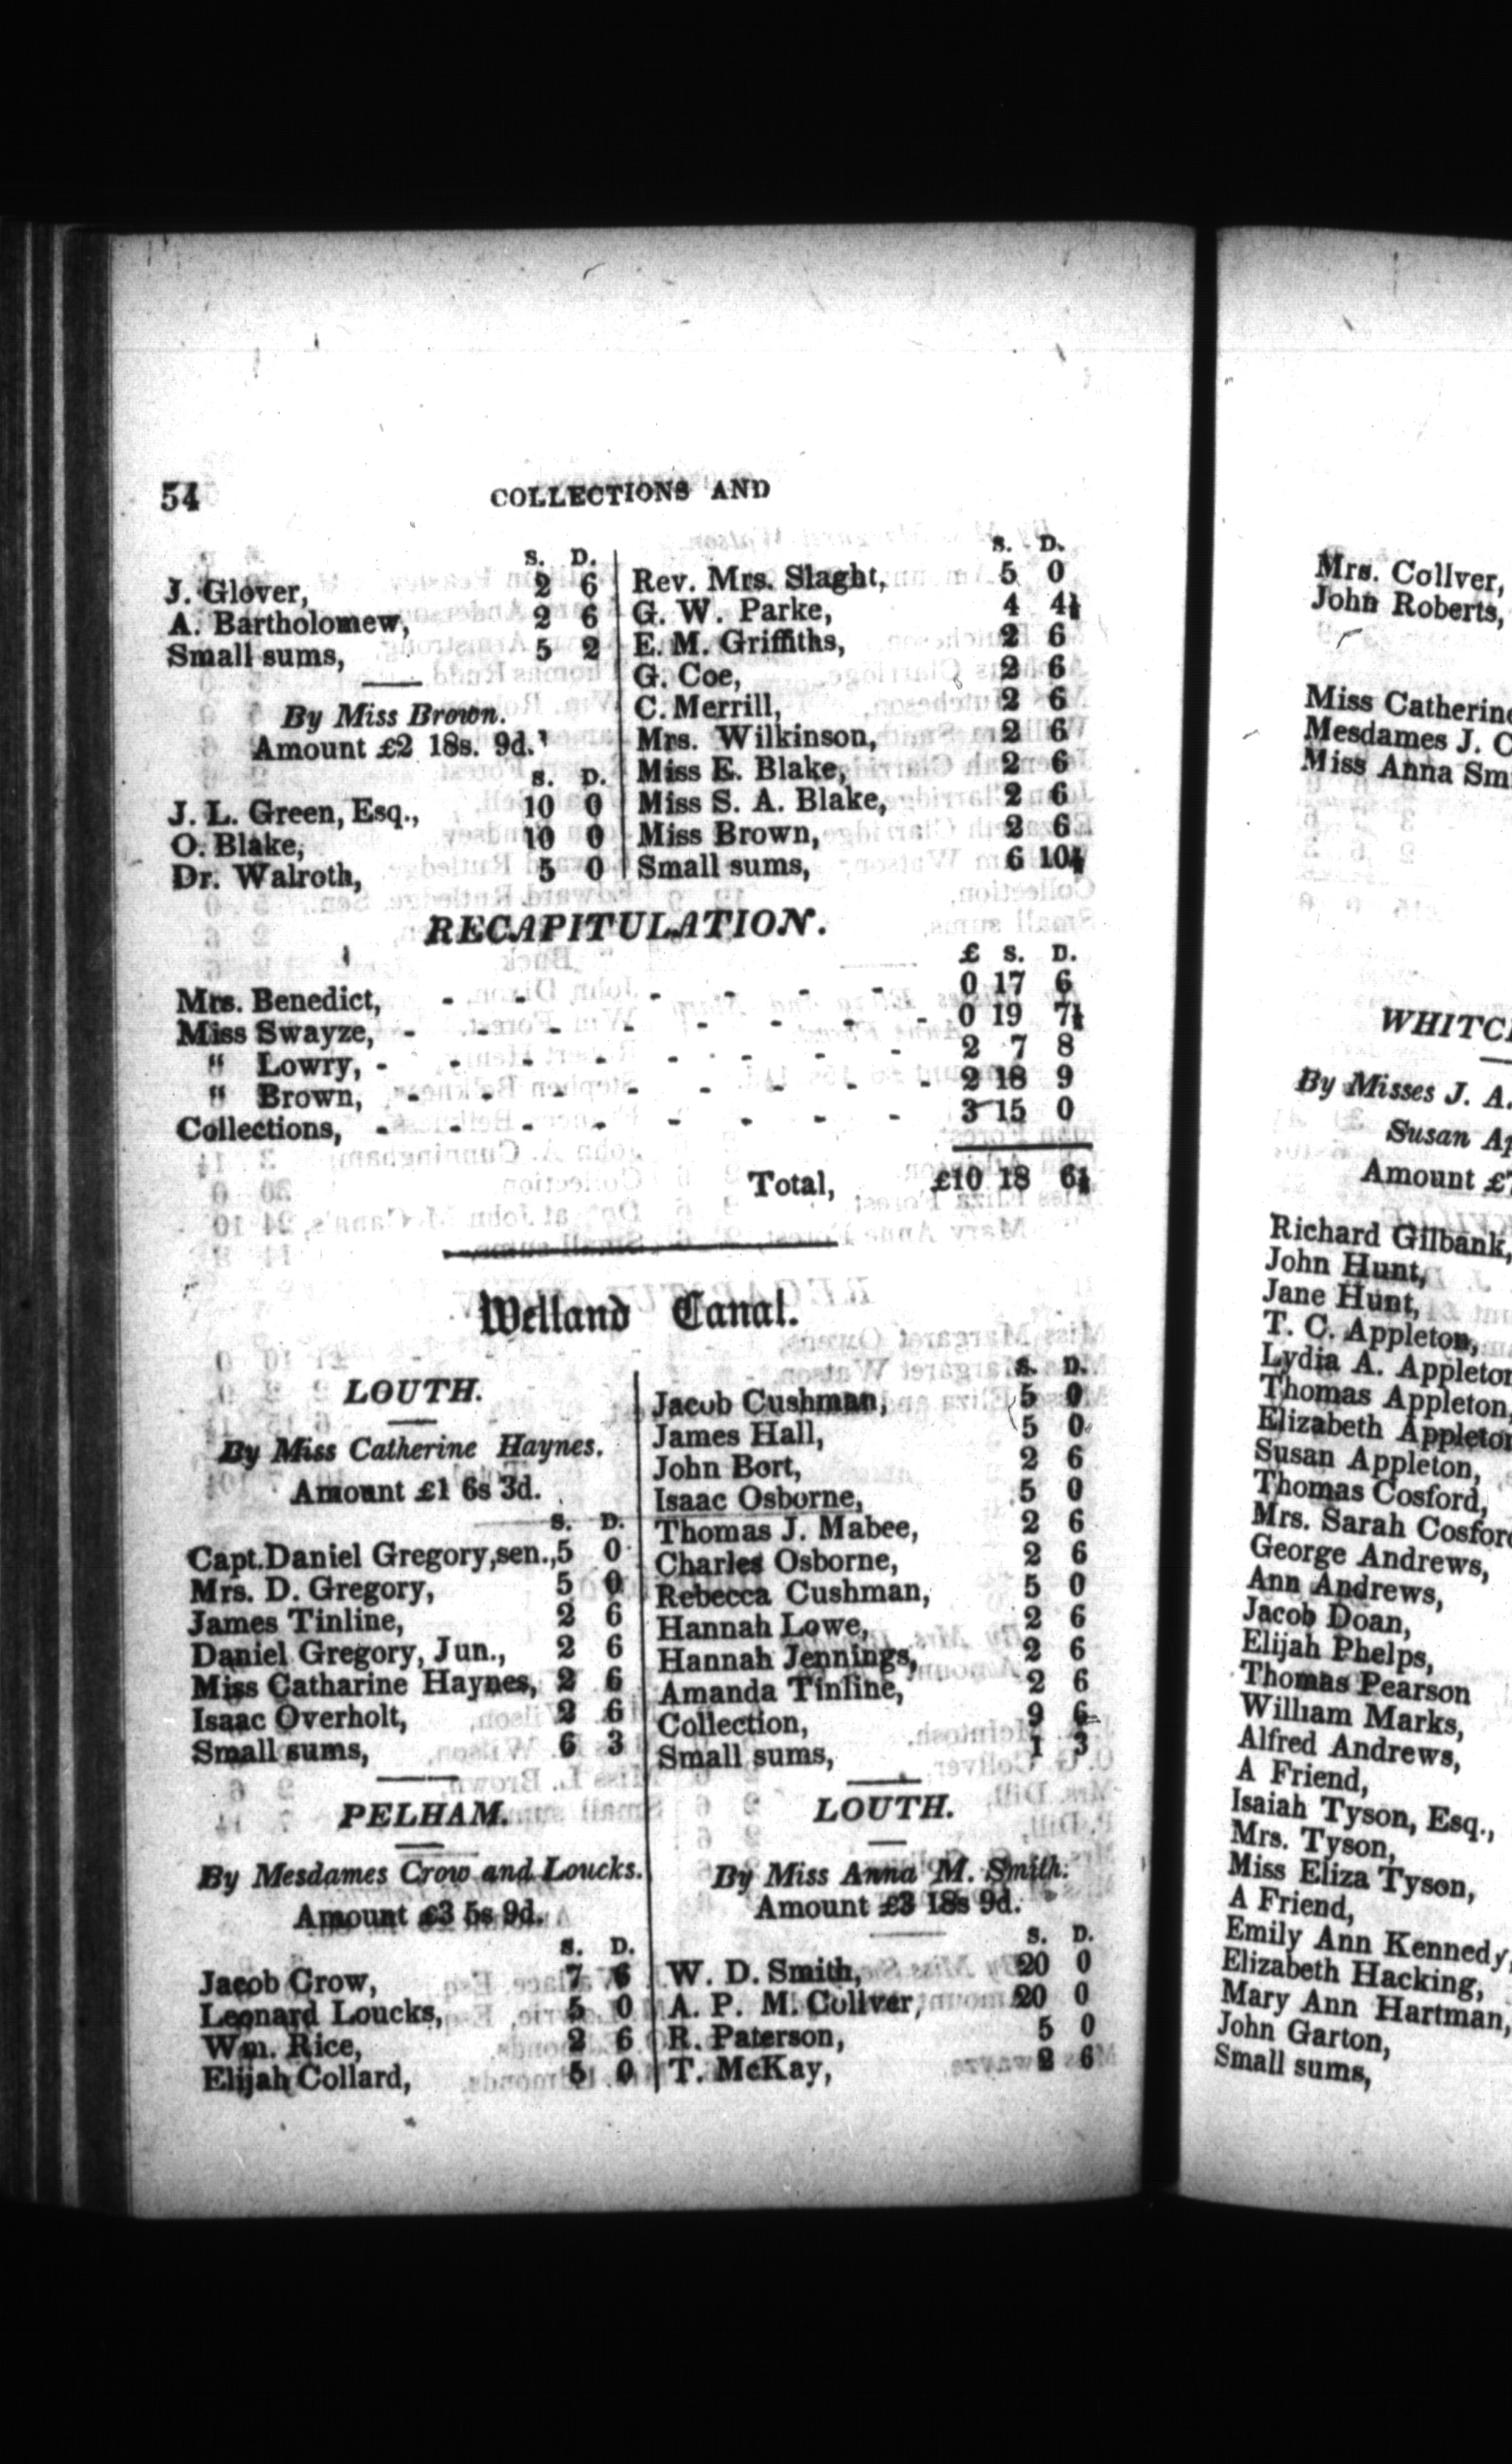 54 COLLECTIONS AND
S. D.
J. Glover, 2 6
A. Bartholomew, 2 6
Small sums, 5 2
By Miss Brown.
Amount £2 18s. 9d.
S. D.
J. L. Green, Esq., 10 0
O. Blake, 10 0
Dr. Walroth, 5 0
S. D.
Rev. Mrs. Slaght, 5 0
G. W. Parke, 4 4½
E. M. Griffiths, 2 6
G. Coe, 2 6
C. Merrill, 2 6
Mrs. Wilkinson, 2 6
Miss E. Blake, 2 6
Miss S. A. Blake, 2 6
Miss Brown, 2 6
Small sums, 6 10½
RECAPITULATION.
£ S. D.
Mrs. Benedict, - - - - - - 0 17 6
Miss Swayze, - - - - - - - - 0 19 7½
" Lowry, - - - - - - - - 2 7 8
" Brown, - - - - - - - - 2 18 9
Collections, - - - - - - - - 3 15 0
Total, £10 18 6½
Welland Canal.
LOUTH.
By Miss Catherine Haynes.
Amount £1 6s 3d.
S. D.
Capt. Daniel Gregory, sen., 5 0
Mrs. D. Gregory, 5 0
James Tinline, 2 6
Daniel Gregory, Jun., 2 6
Miss Catharine Haynes, 2 6
Isaac Overholt, 2 6
Small sums, 6 3
PELHAM.
By Mesdames Crow and Loucks.
Amount £3 5s 9d.
S. D.
Jacob Crow, 7 6
Leonard Loucks, 5 0
Wm. Rice, 2 6
Elijah Collard, 5 0
S. D.
Jacob Cushman, 5 0
James Hall, 5 0
John Bort, 2 6
Isaac Osborne, 5 0
Thomas J. Mabee, 2 6
Charles Osborne, 2 6
Rebecca Cushman, 5 0
Hannah Lowe, 2 6
Hannah Jennings, 2 6
Amanda Tinline, 2 6
Collection, 9 6
Small sums, 1 3
LOUTH.
By Miss Anna M. Smith.
Amount £3 18s 9d.
S. D.
W. D. Smith, 20 0
A. P. M. Collver, 20 0
R. Paterson, 5 0
T. McKay, 2 6
Mrs. Collver,
John Roberts,
Miss Catherine
Mesdames J. C
Miss Anna Smi
WHITC
By Misses J. A.
Susan Ap
Amount £7
Richard Gilbank,
John Hunt,
Jane Hunt,
T. C. Appleton,
Lydia A. Appleton
Thomas Appleton,
Elizabeth Appleton
Susan Appleton,
Thomas Cosford,
Mrs. Sarah Cosford
George Andrews,
Ann Andrews,
Jacob Doan,
Elijah Phelps,
Thomas Pearson
William Marks,
Alfred Andrews,
A Friend,
Isaiah Tyson, Esq.,
Mrs. Tyson,
Miss Eliza Tyson,
A Friend,
Emily Ann Kennedy,
Elizabeth Hacking,
Mary Ann Hartman,
John Garton,
Small sums,